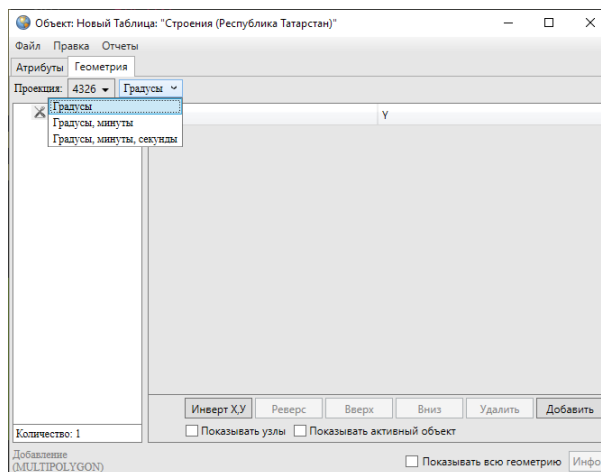 Объект: Новый Таблица: "Строения (Республика Татарстан)"
Файл Правка Отчеты
Атрибуты Геометрия
Проекция: 4326 Градусы
Градусы
Y
Градусы, минуты
Градусы, минуты, секунды
Инверт X,У Реверс Вверх Вниз Удалить Добавить
Количество: 1
Показывать узлы Показывать активный объект
Добавление
(MULTIPOLYGON)
Показывать всю геометрию Инфо